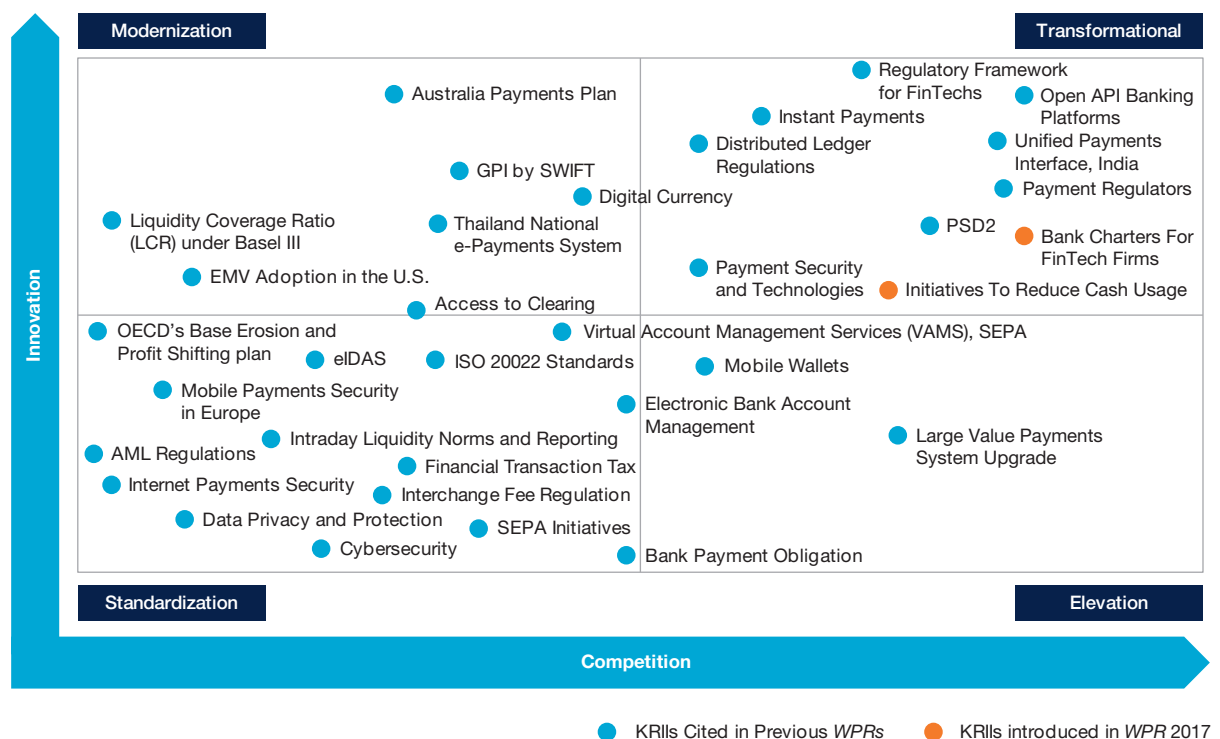 Modernization
Transformational
Regulatory Framework
for FinTechs
Australia Payments Plan
Open API Banking
Platforms
Instant Payments
Distributed Ledger
Regulations
Unified Payments
Interface, India
GPI by SWIFT
Payment Regulators
Digital Currency
Liquidity Coverage Ratio
(LCR) under Basel III
Thailand National
e-Payments System
PSD2
Bank Charters For
FinTech Firms
EMV Adoption in the U.S.
Payment Security
and Technologies
Initiatives To Reduce Cash Usage
Access to Clearing
Innovation
OECD's Base Erosion and
Profit Shifting plan
Virtual Account Management Services (VAMS), SEPA
eIDAS
ISO 20022 Standards
Mobile Wallets
Mobile Payments Security
in Europe
Electronic Bank Account
Management
Intraday Liquidity Norms and Reporting
Large Value Payments
System Upgrade
AML Regulations
Financial Transaction Tax
Internet Payments Security
Interchange Fee Regulation
Data Privacy and Protection
SEPA Initiatives
Cybersecurity
Bank Payment Obligation
Standardization
Elevation
Competition
KRIIs Cited in Previous WPRs
KRIIs introduced in WPR 2017